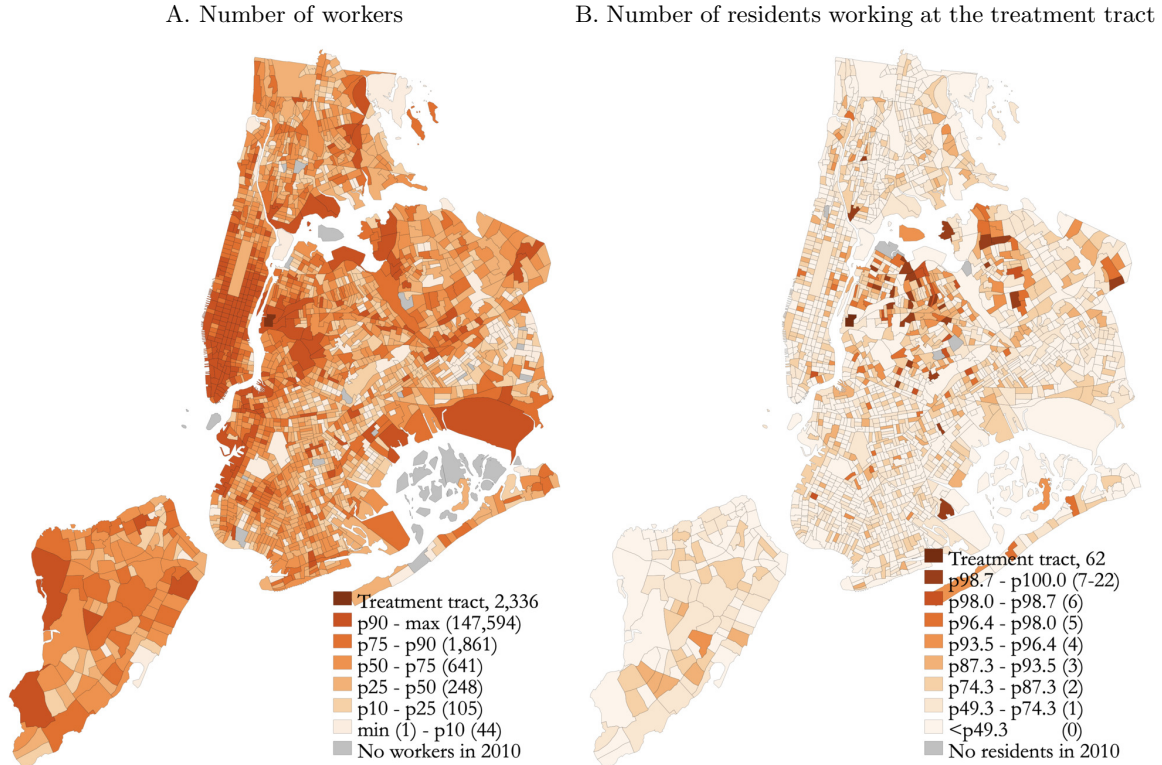 A. Number of workers
B. Number of residents working at the treatment tract
Treatment tract, 2,336
p90 - max (147,594)
p75 - p90 (1,861)
p50 - p75 (641)
p25 - p50 (248)
p10 - p25 (105)
min (1) - p10 (44)
No workers in 2010
Treatment tract, 62
p98.7 - p100.0 (7-22)
p98.0 - p98.7 (6)
p96.4 - p98.0 (5)
p93.5 - p96.4 (4)
p87.3 - p93.5 (3)
p74.3 - p87.3 (2)
p49.3 - p74.3 (1)
<p49.3 (0)
No residents in 2010